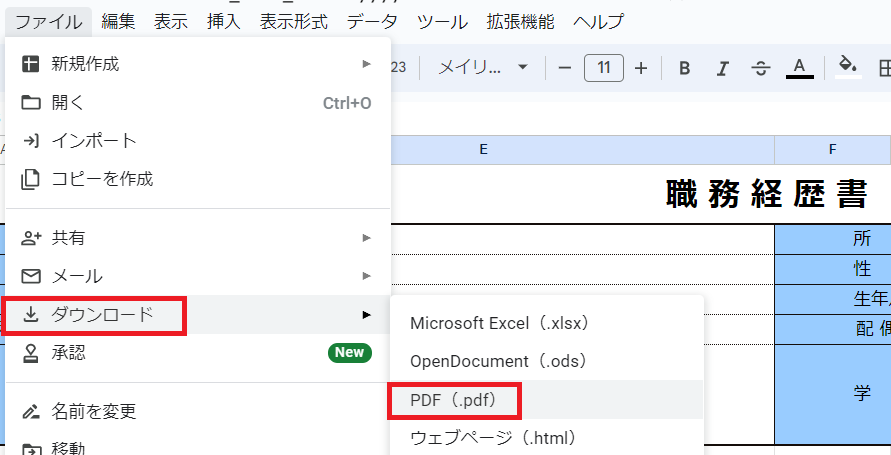 ファイル 編集 表示 挿入 表示形式 データ ツール 拡張機能 ヘルプ
新規作成
23 メイリ... 11 B I S A
開く Ctrl+O
インポート
E F
コピーを作成
職務経歴書
共有
所
メール
性
ダウンロード
生年
Microsoft Excel（.xlsx）
配 偶
承認 New
OpenDocument（.ods）
PDF（.pdf）
学
名前を変更
ウェブページ（.html）
移動